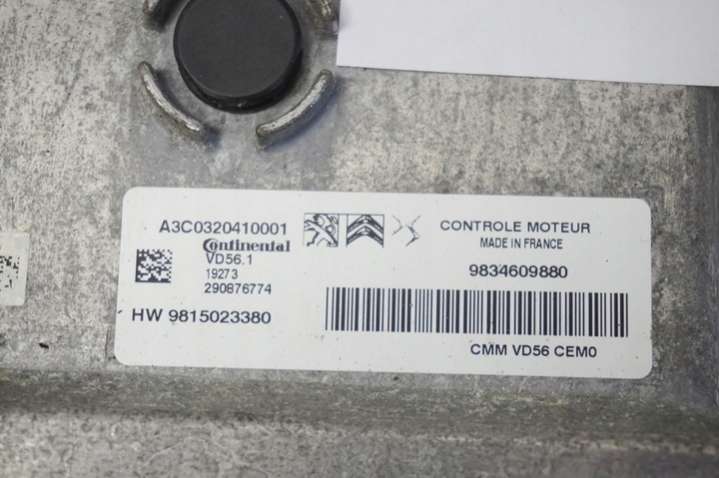 A3C0320410001
Continental
VD56.1
19273
290876774
HW 9815023380
CONTROLE MOTEUR
MADE IN FRANCE
9834609880
CMM VD56 CEM0